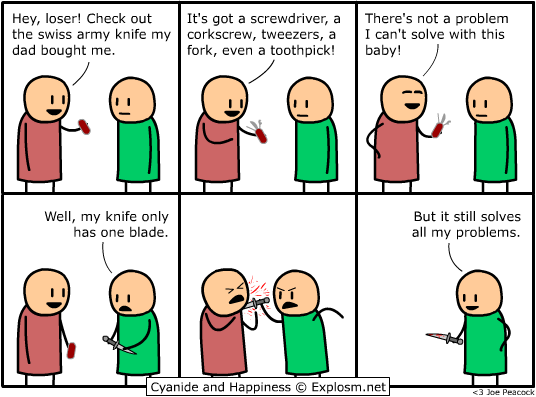 Hey, loser! Check out
the swiss army knife my
dad bought me.
It's got a screwdriver, a
corkscrew, tweezers, a
fork, even a toothpick!
There's not a problem
I can't solve with this
baby!
Well, my knife only
has one blade.
But it still solves
all my problems.
Cyanide and Happiness © Explosm.net
<3 Joe Peacock